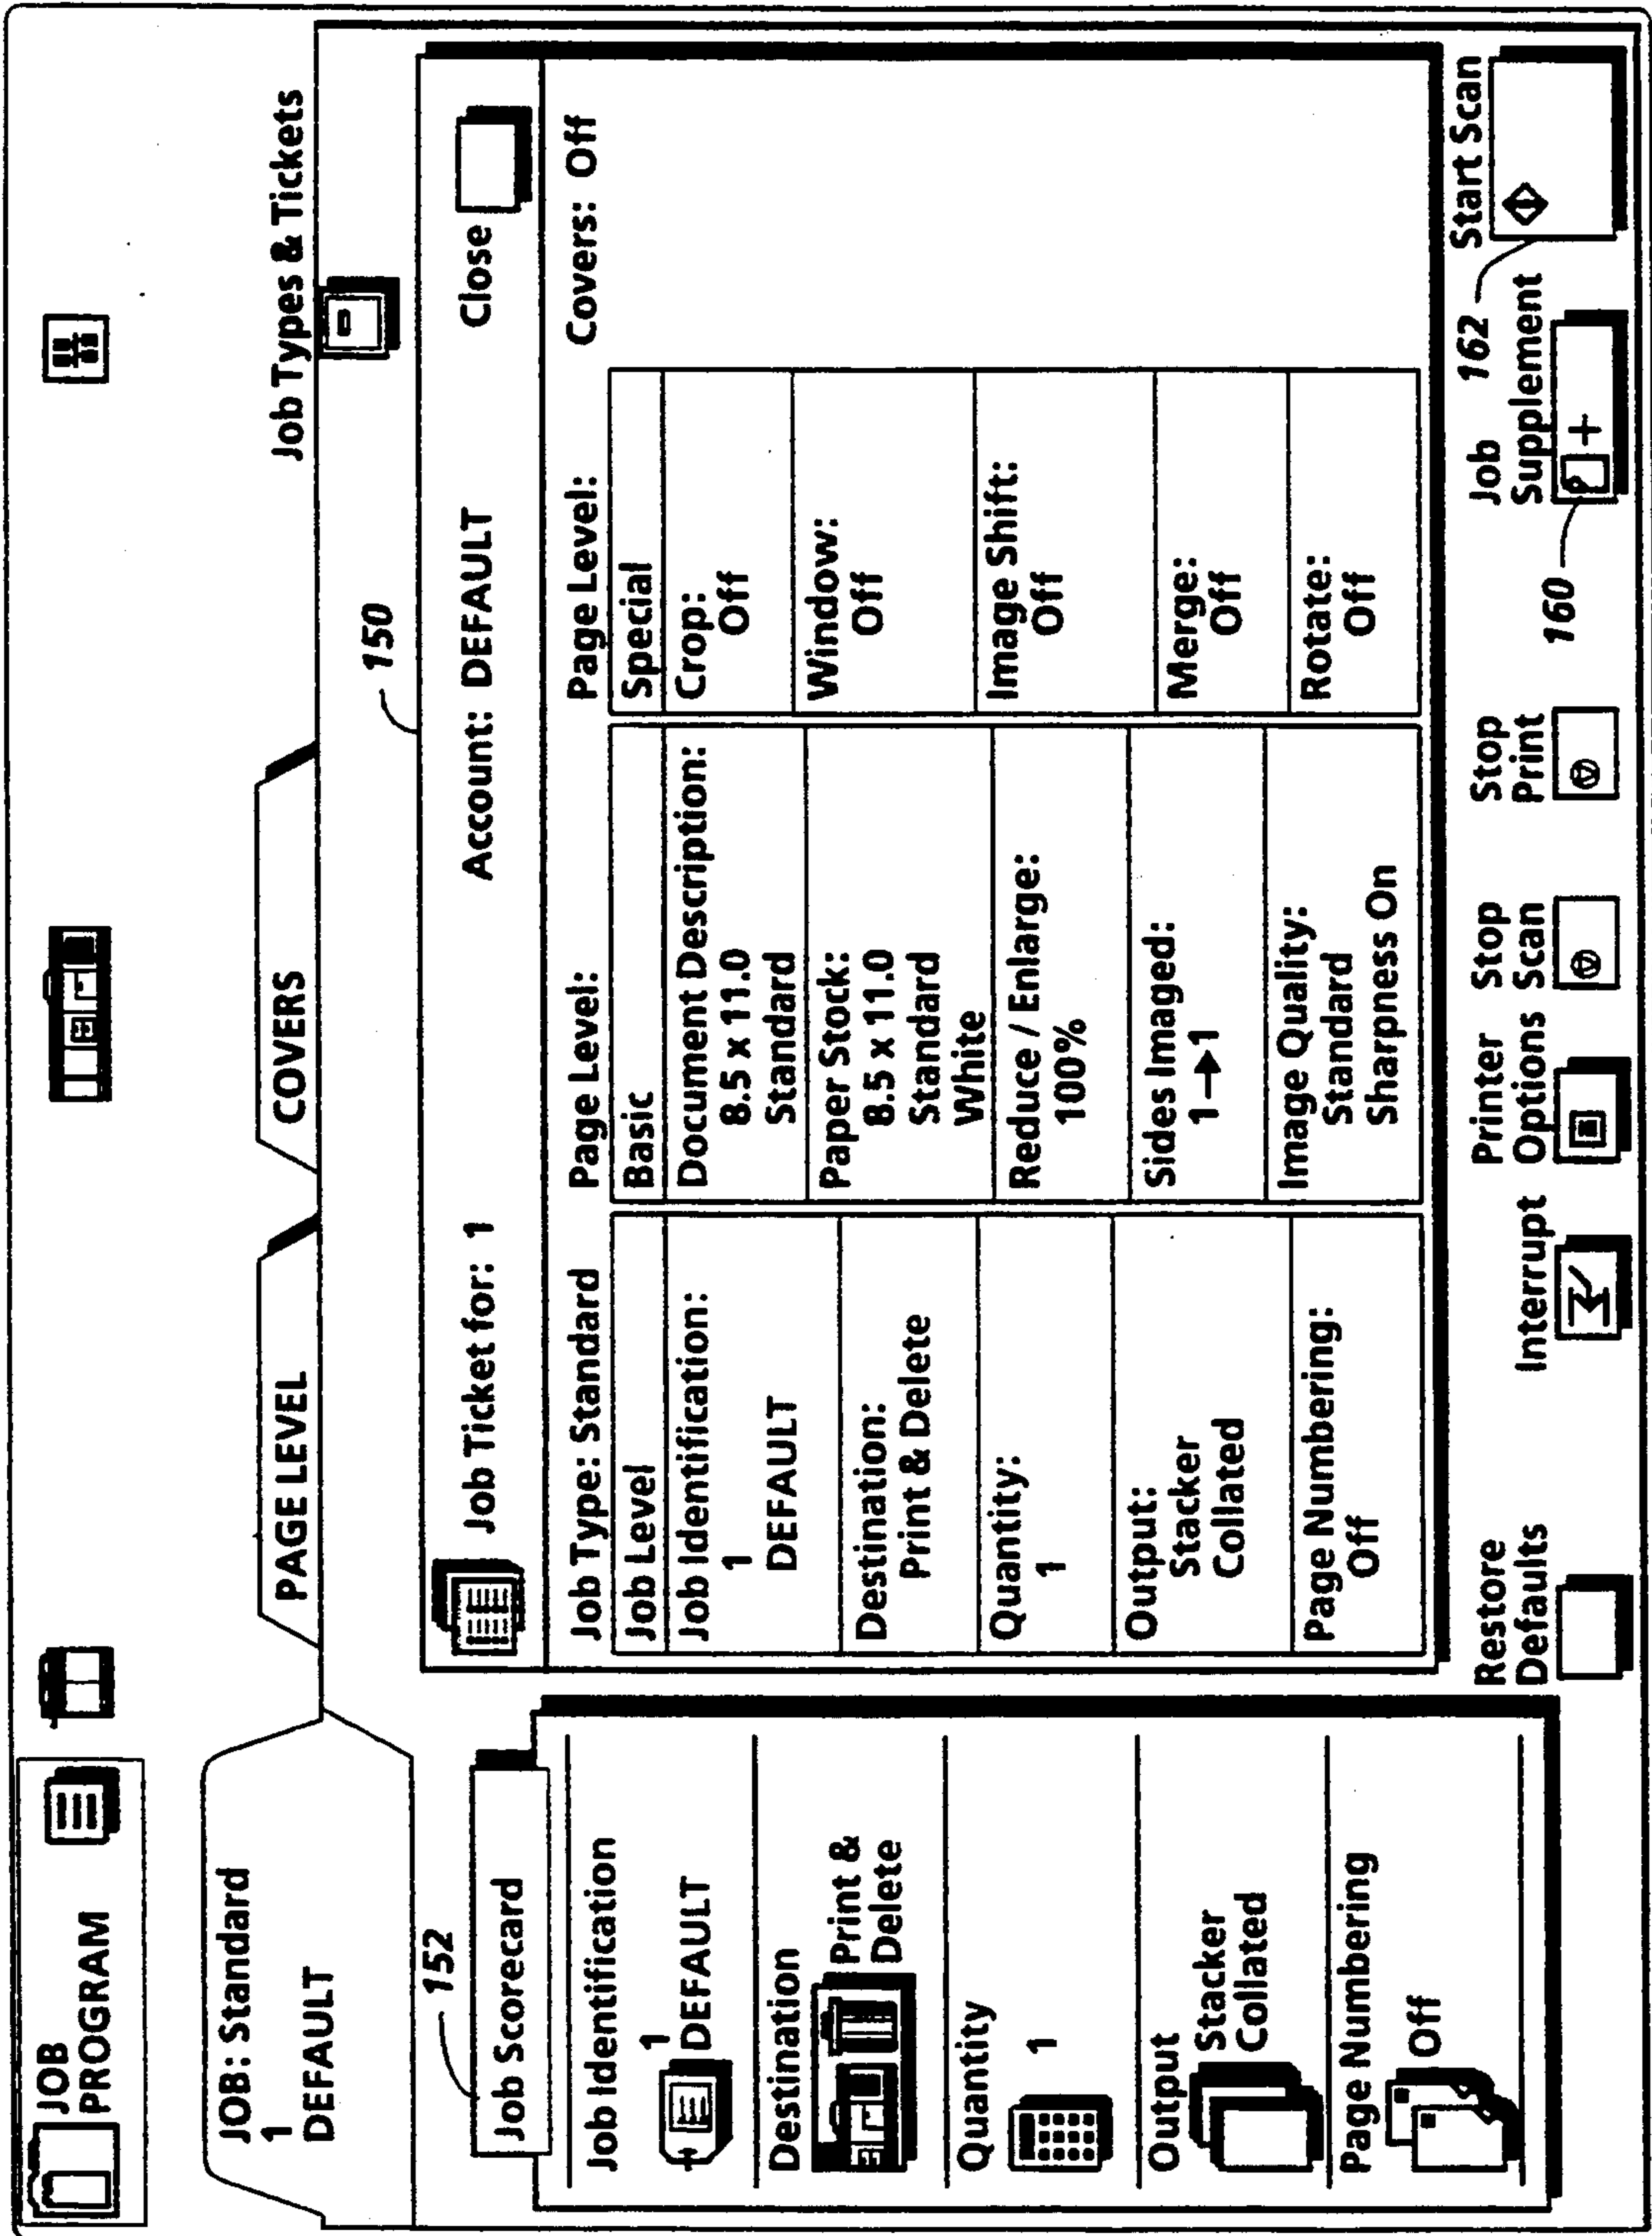 JOB
PROGRAM
JOB: Standard
1
DEFAULT
PAGE LEVEL
COVERS
Job Types & Tickets
150
152
Job Scorecard
Job Identification
1
DEFAULT
Destination
Print &
Delete
Quantity
1
Output
Stacker
Collated
Page Numbering
Off
Job Ticket for: 1
Account: DEFAULT
Close
Job Type: Standard
Job Level
Job Identification:
1
DEFAULT
Destination:
Print & Delete
Quantity:
1
Output:
Stacker
Collated
Page Numbering:
Off
Page Level:
Basic
Document Description:
8.5 x 11.0
Standard
Paper Stock:
8.5 x 11.0
Standard
White
Reduce / Enlarge:
100%
Sides Imaged:
1→1
Image Quality:
Standard
Sharpness On
Page Level:
Special
Crop:
Off
Window:
Off
Image Shift:
Off
Merge:
Off
Rotate:
Off
Covers: Off
Restore
Defaults
Interrupt
Printer
Options
Stop
Scan
Stop
Print
160
Job
Supplement
162
Start Scan